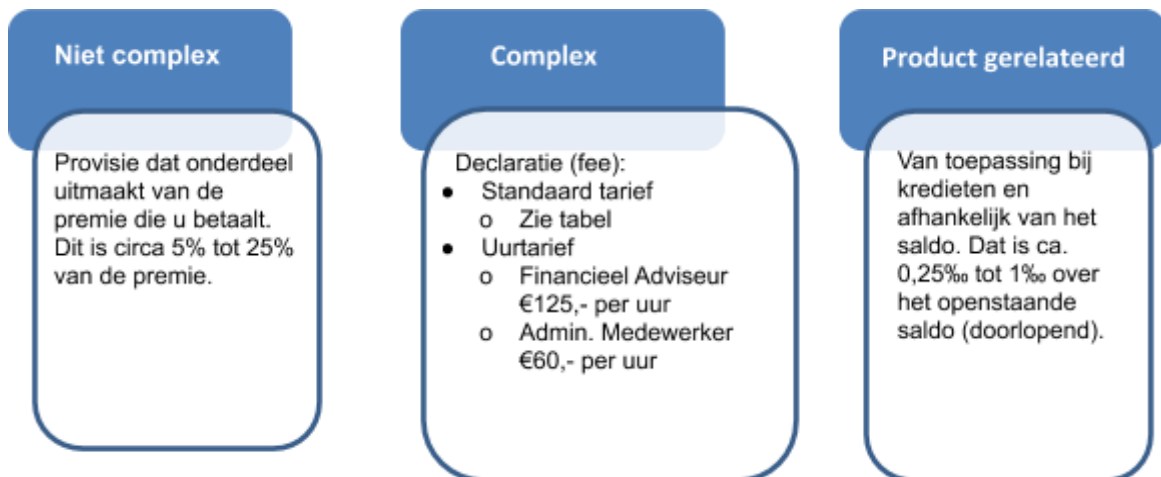 Niet complex
Provisie dat onderdeel
uitmaakt van de
premie die u betaalt.
Dit is circa 5% tot 25%
van de premie.
Complex
Declaratie (fee):
● Standaard tarief
o Zie tabel
● Uurtarief
o Financieel Adviseur
€125,- per uur
o Admin. Medewerker
€60,- per uur
Product gerelateerd
Van toepassing bij
kredieten en
afhankelijk van het
saldo. Dat is ca.
0,25‰ tot 1‰ over
het openstaande
saldo (doorlopend).